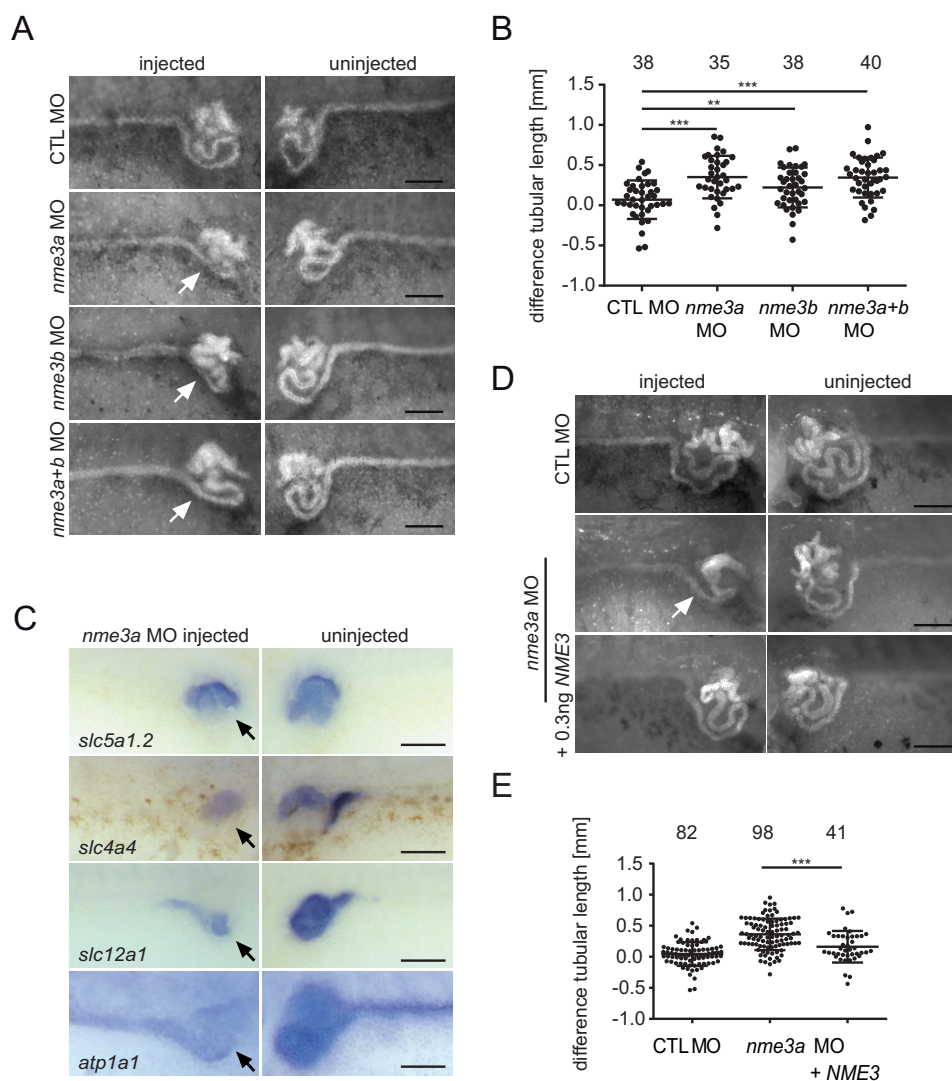 A
injected
uninjected
CTL MO
nme3a MO
nme3b MO
nme3a+b MO
B
38
35
38
40
***
**
***
difference tubular length [mm]
1.5
1.0
0.5
0.0
-0.5
-1.0
CTL MO
nme3a MO
nme3b MO
nme3a+b MO
C
nme3a MO injected
uninjected
slc5a1.2
slc4a4
slc12a1
atp1a1
D
injected
uninjected
CTL MO
nme3a MO
+ 0.3ng NME3
E
82
98
41
***
difference tubular length [mm]
1.5
1.0
0.5
0.0
-0.5
-1.0
CTL MO
nme3a MO
+ NME3